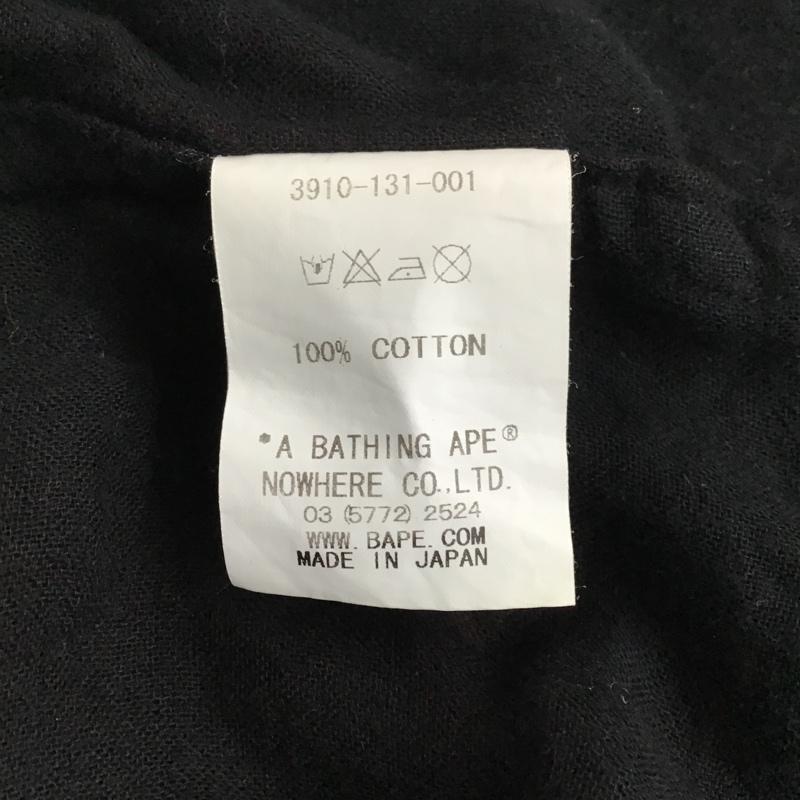 3910-131-001
100% COTTON
*A BATHING APE®
NOWHERE CO.,LTD.
03 (5772) 2524
WWW. BAPE. COM
MADE IN JAPAN